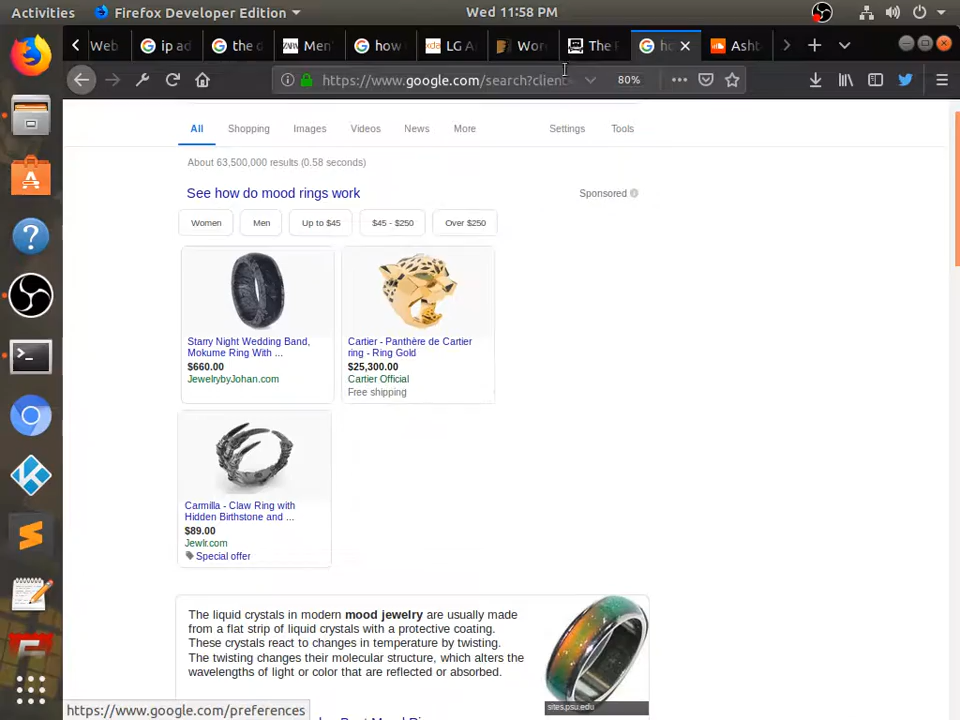 Activities Firefox Developer Edition Wed 11:58 PM
Web ip ad the d Men' how LG A Wor The F ho Ashb
https://www.google.com/search?client 80%
All Shopping Images Videos News More Settings Tools
About 63,500,000 results (0.58 seconds)
See how do mood rings work Sponsored
Women Men Up to $45 $45 - $250 Over $250
Starry Night Wedding Band,
Mokume Ring With ...
$660.00
JewelrybyJohan.com
Cartier - Panthère de Cartier
ring - Ring Gold
$25,300.00
Cartier Official
Free shipping
Carmilla - Claw Ring with
Hidden Birthstone and ...
$89.00
Jewlr.com
Special offer
The liquid crystals in modern mood jewelry are usually made
from a flat strip of liquid crystals with a protective coating.
These crystals react to changes in temperature by twisting.
The twisting changes their molecular structure, which alters the
wavelengths of light or color that are reflected or absorbed.
sites.psu.edu
https://www.google.com/preferences